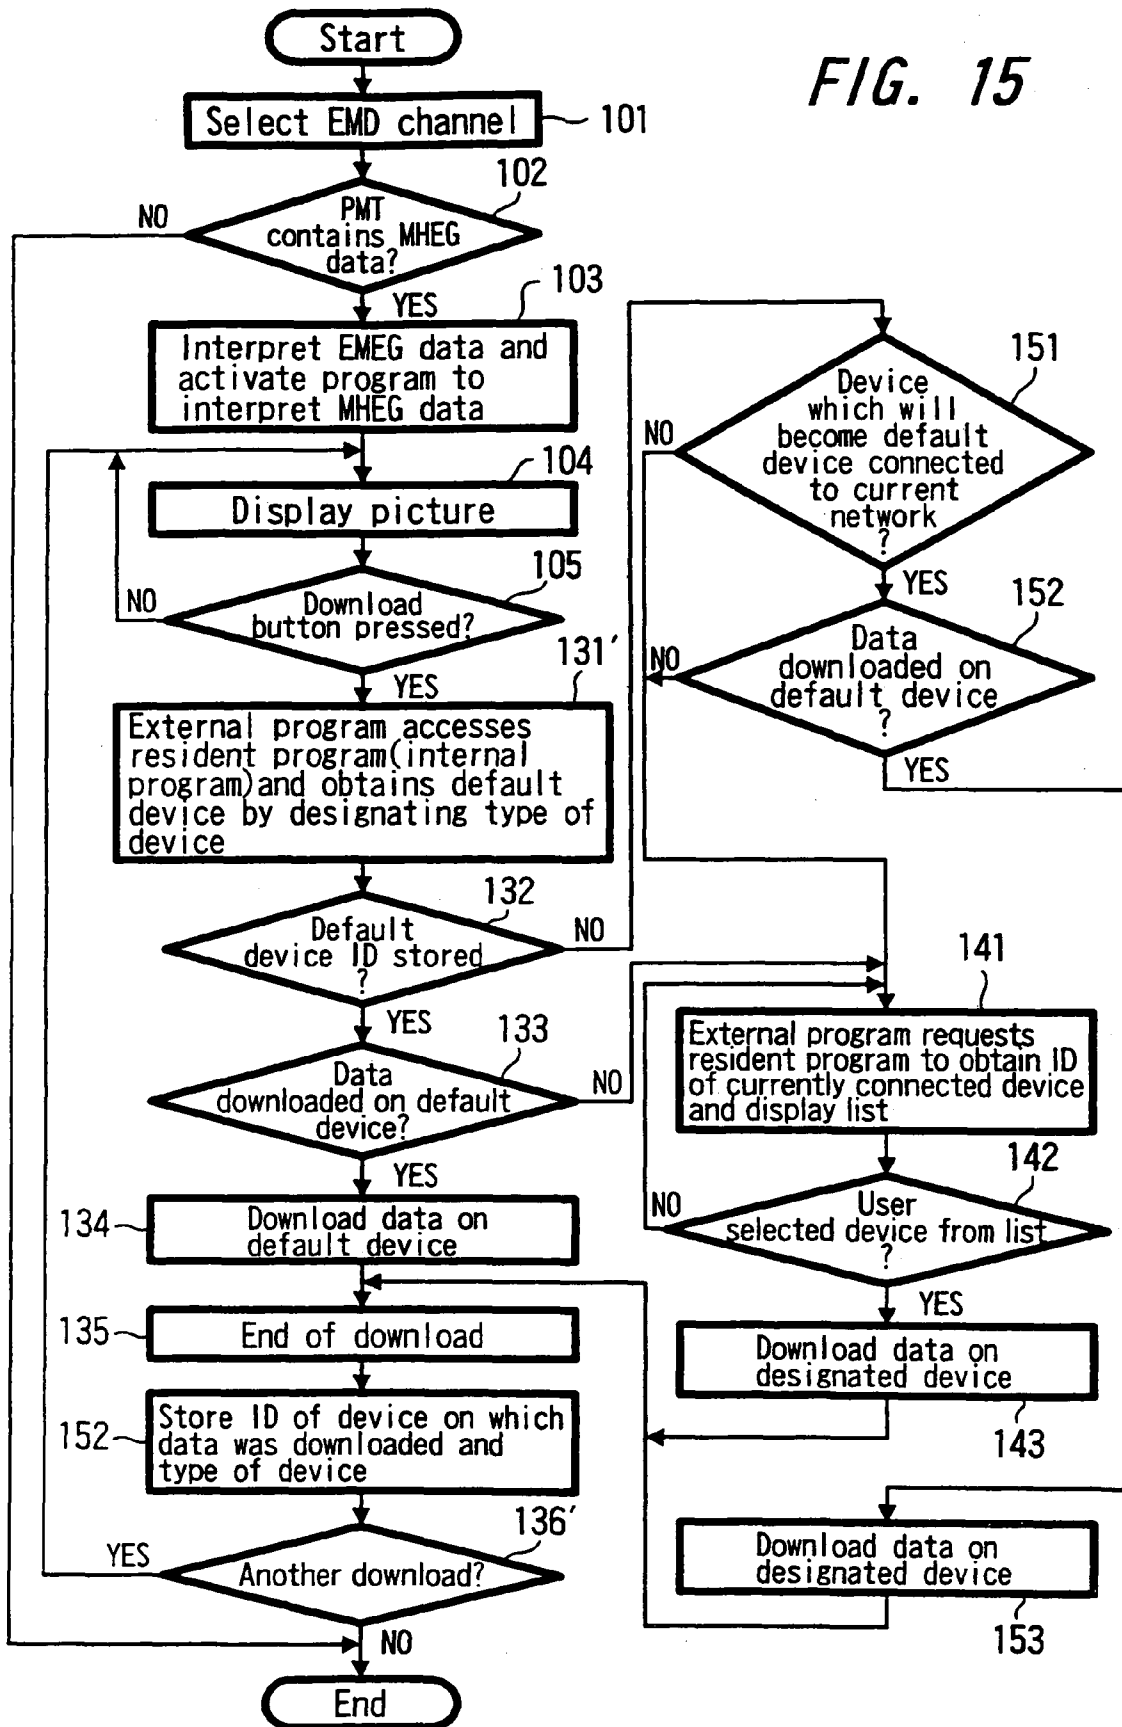 Start
FIG. 15
Select EMD channel
101
102
PMT
contains MHEG
data?
NO
YES
103
Interpret EMEG data and
activate program to
interpret MHEG data
104
Display picture
105
Download
button pressed?
NO
YES
131'
External program accesses
resident program(internal
program)and obtains default
device by designating type of
device
132
Default
device ID stored
?
NO
YES
133
Data
downloaded on default
device?
NO
YES
134
Download data on
default device
135
End of download
152
Store ID of device on which
data was downloaded and
type of device
136'
Another download?
YES
NO
End
151
Device
which will
become default
device connected
to current
network
?
NO
YES
152
Data
downloaded on
default device
?
NO
YES
141
External program requests
resident program to obtain ID
of currently connected device
and display list
142
User
selected device from list
?
NO
YES
Download data on
designated device
143
Download data on
designated device
153